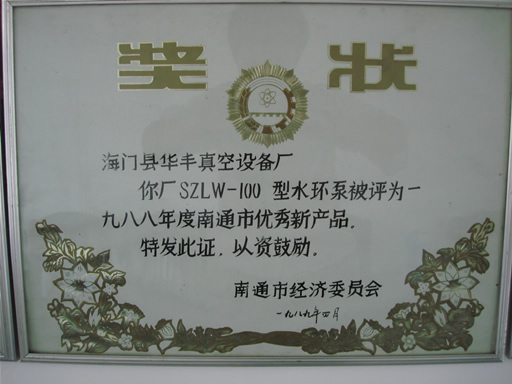 奖状
海门县华丰真空设备厂
你厂SZLW-100 型水环泵被评为一
九八八年度南通市优秀新产品。
特发此证，以资鼓励。
南通市经济委员会
一九八九年四月